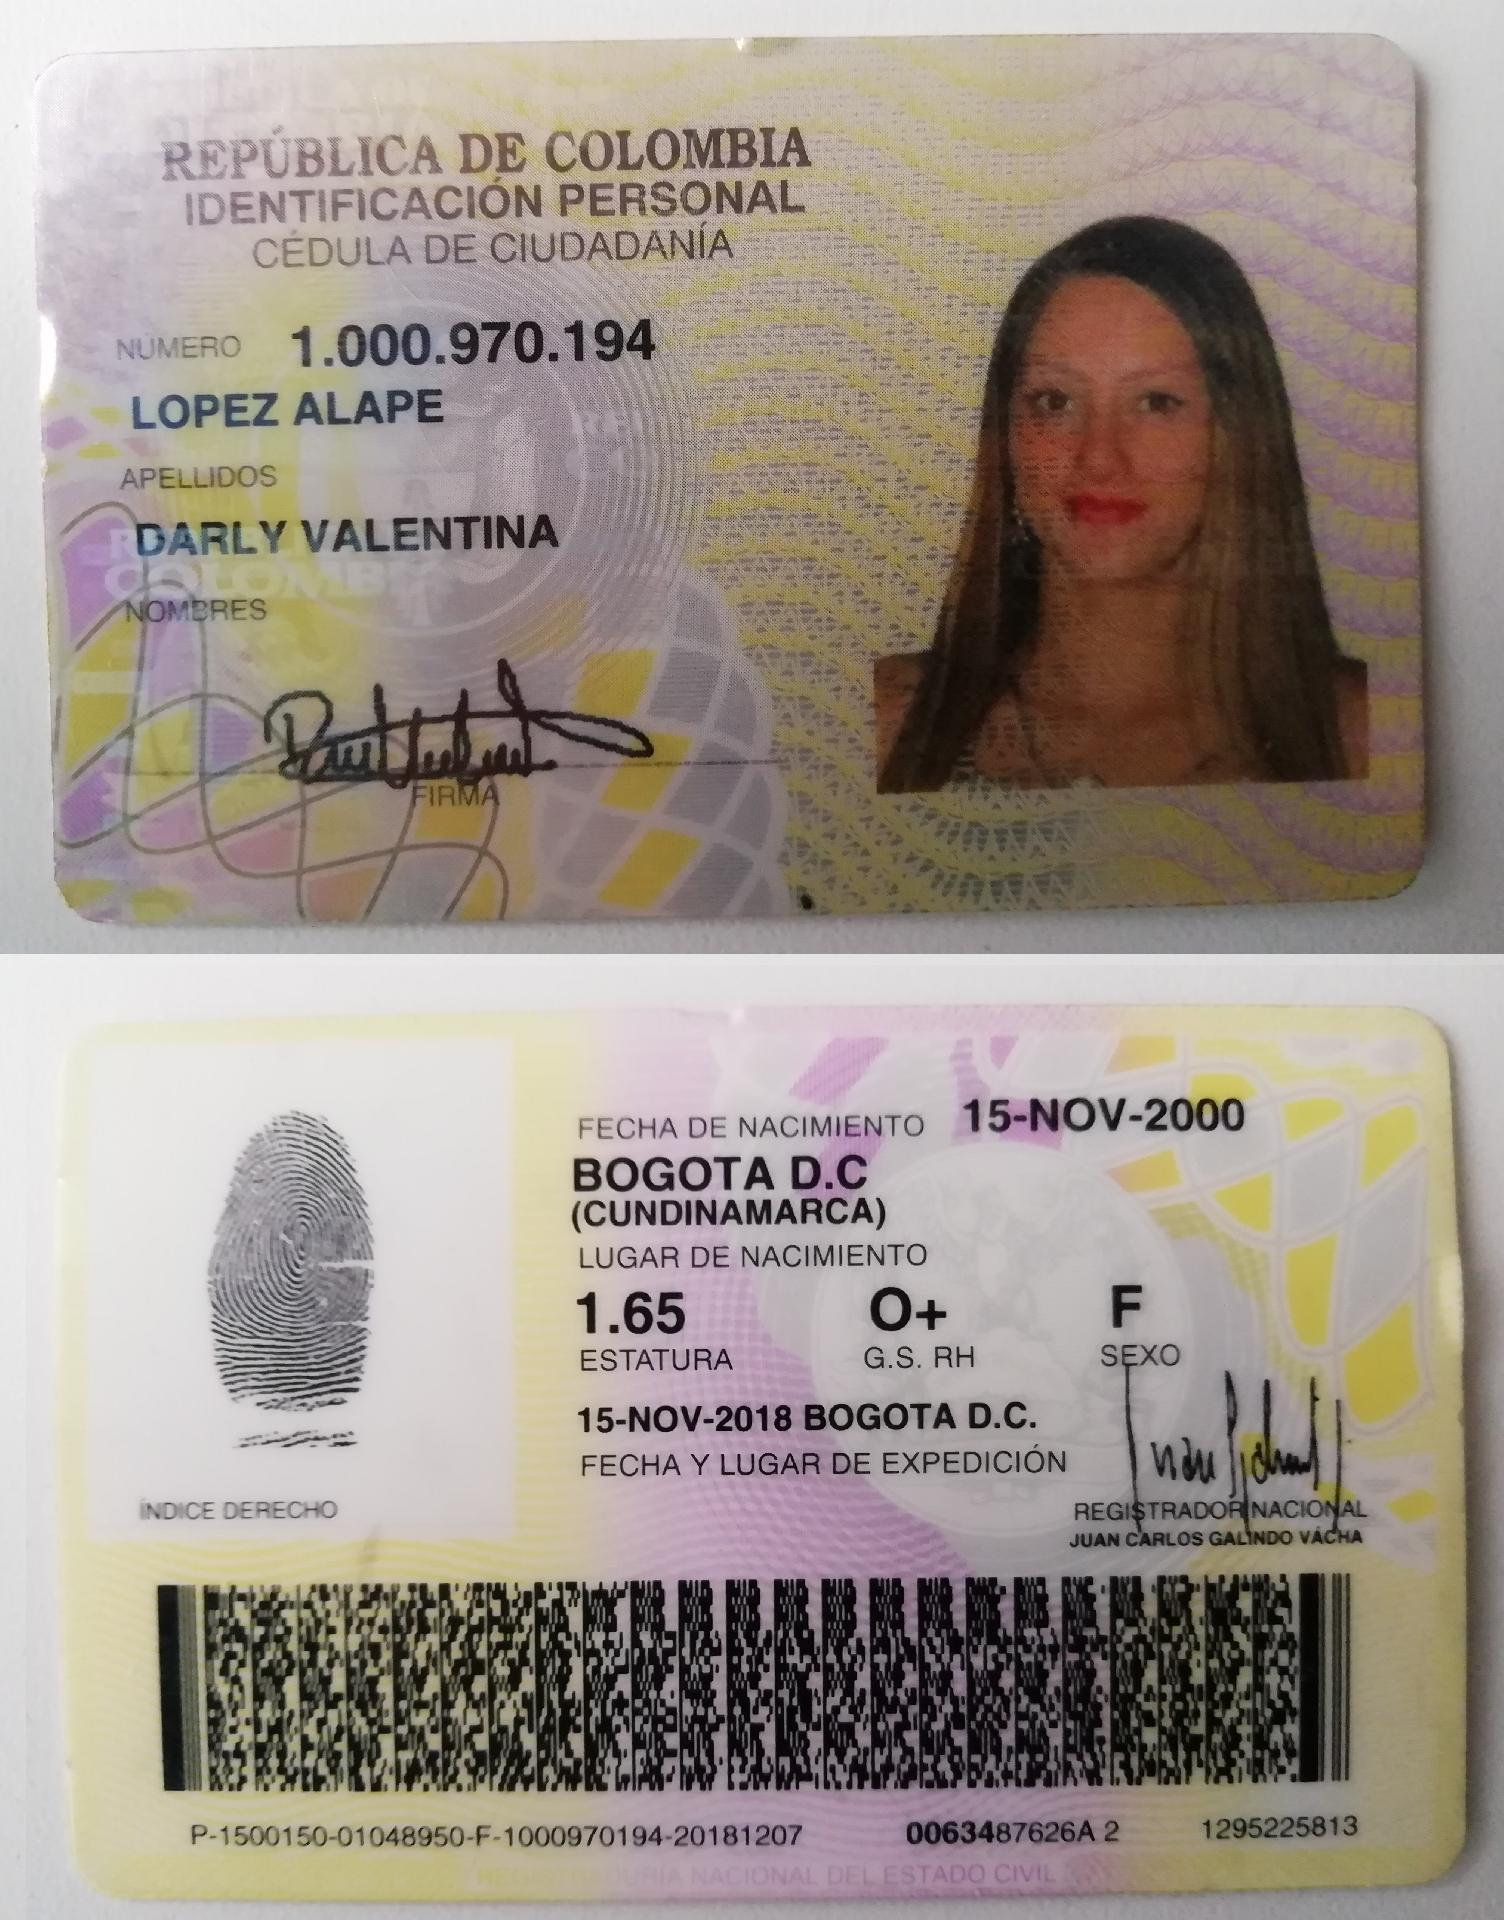 REPÚBLICA DE COLOMBIA
IDENTIFICACIÓN PERSONAL
CÉDULA DE CIUDADANÍA
NÚMERO 1.000.970.194
LOPEZ ALAPE
APELLIDOS
DARLY VALENTINA
NOMBRES
FIRMA
FECHA DE NACIMIENTO 15-NOV-2000
BOGOTA D.C
(CUNDINAMARCA)
LUGAR DE NACIMIENTO
1.65 O+ F
ESTATURA G.S. RH SEXO
15-NOV-2018 BOGOTA D.C.
FECHA Y LUGAR DE EXPEDICIÓN
ÍNDICE DERECHO
REGISTRADOR NACIONAL
JUAN CARLOS GALINDO VÁCHA
P-1500150-01048950-F-1000970194-20181207 0063487626A 2 1295225813
REGISTRADURÍA NACIONAL DEL ESTADO CIVIL